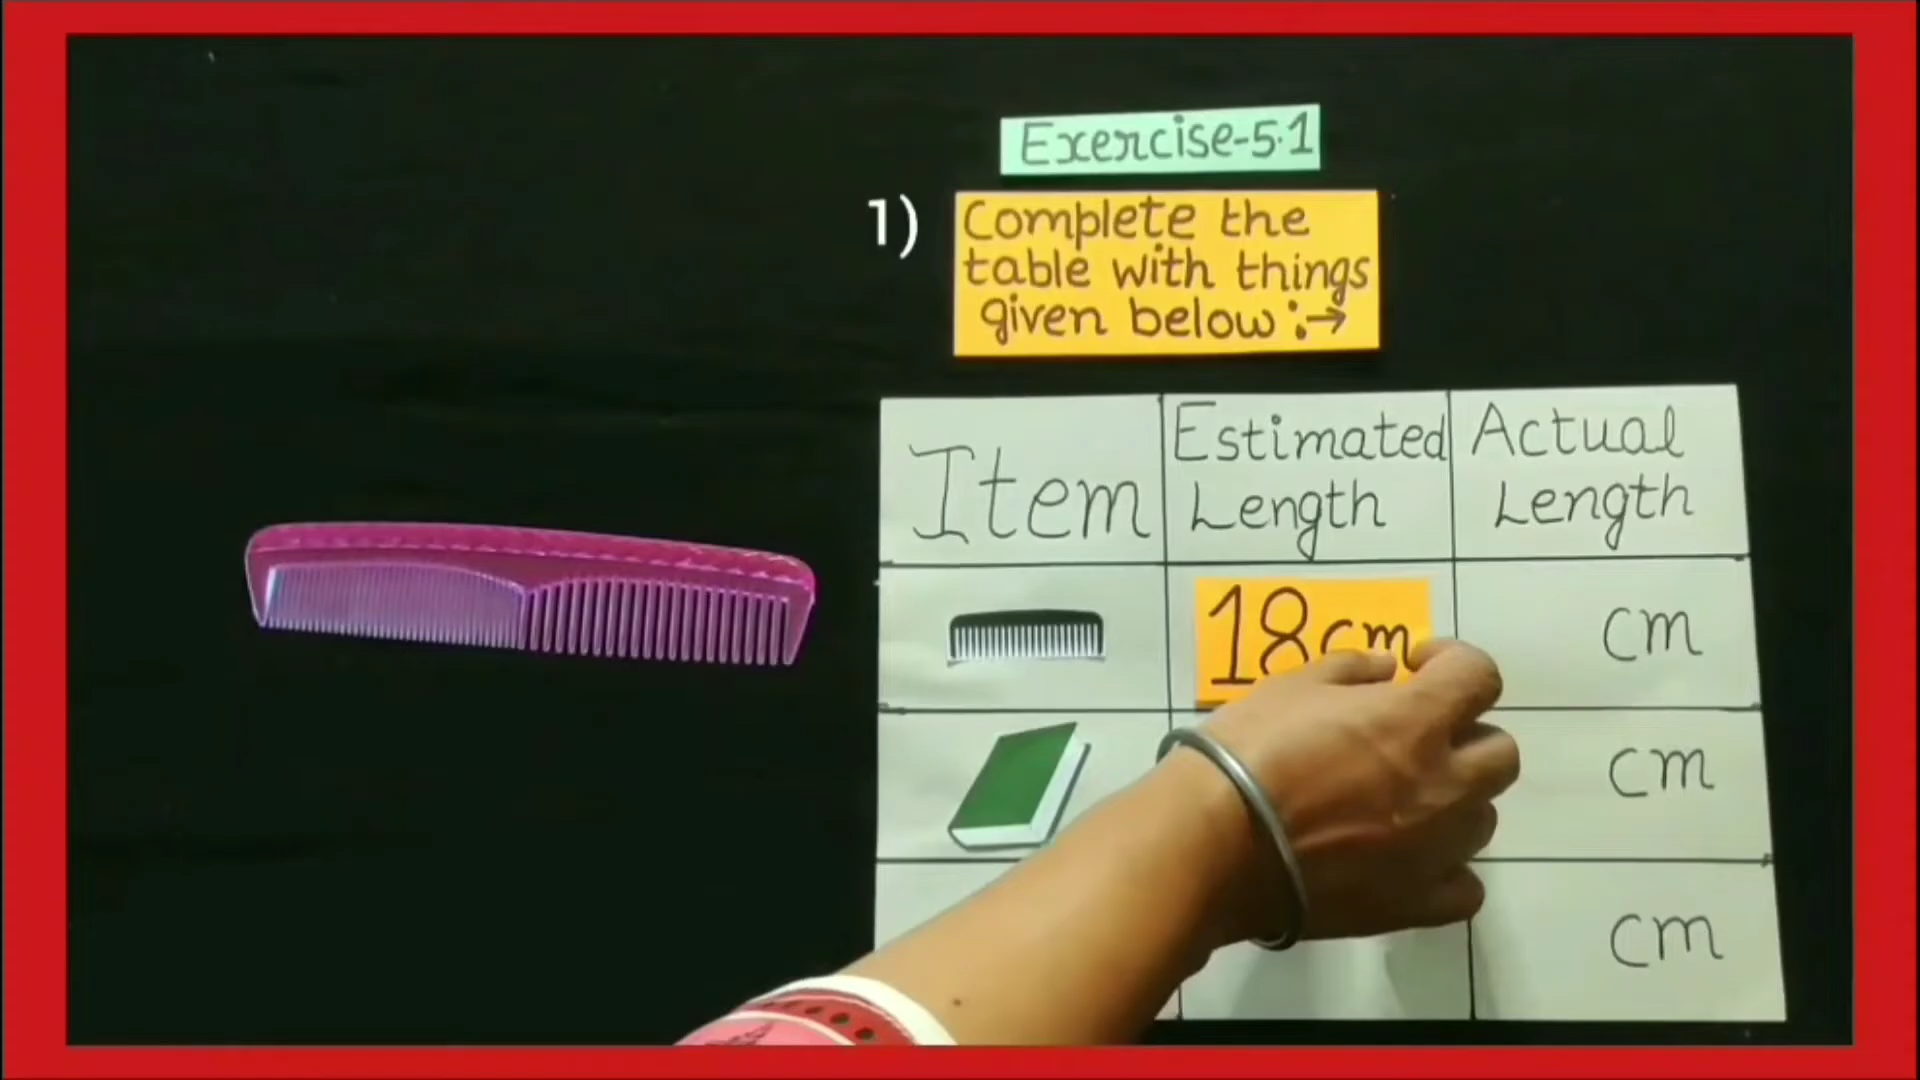 Exercise-5.1
1)
Complete the
table with things
given below :→
Item
Estimated
Length
Actual
Length
18cm
cm
cm
cm